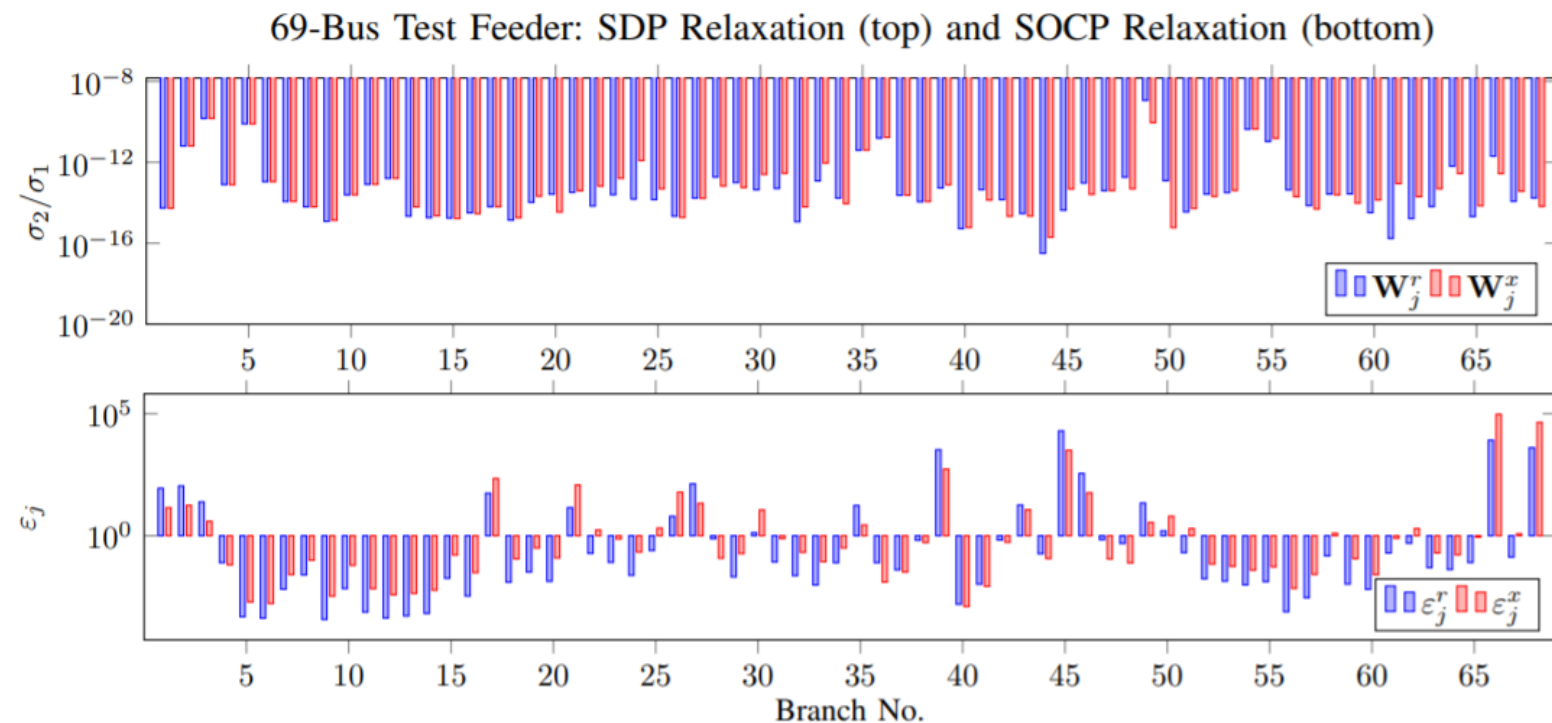 69-Bus Test Feeder: SDP Relaxation (top) and SOCP Relaxation (bottom)
10^{-8}
10^{-12}
10^{-16}
10^{-20}
σ_2/σ_1
W_j^r W_j^x
5 10 15 20 25 30 35 40 45 50 55 60 65
10^5
10^0
ε_j
ε_j^r ε_j^x
5 10 15 20 25 30 35 40 45 50 55 60 65
Branch No.